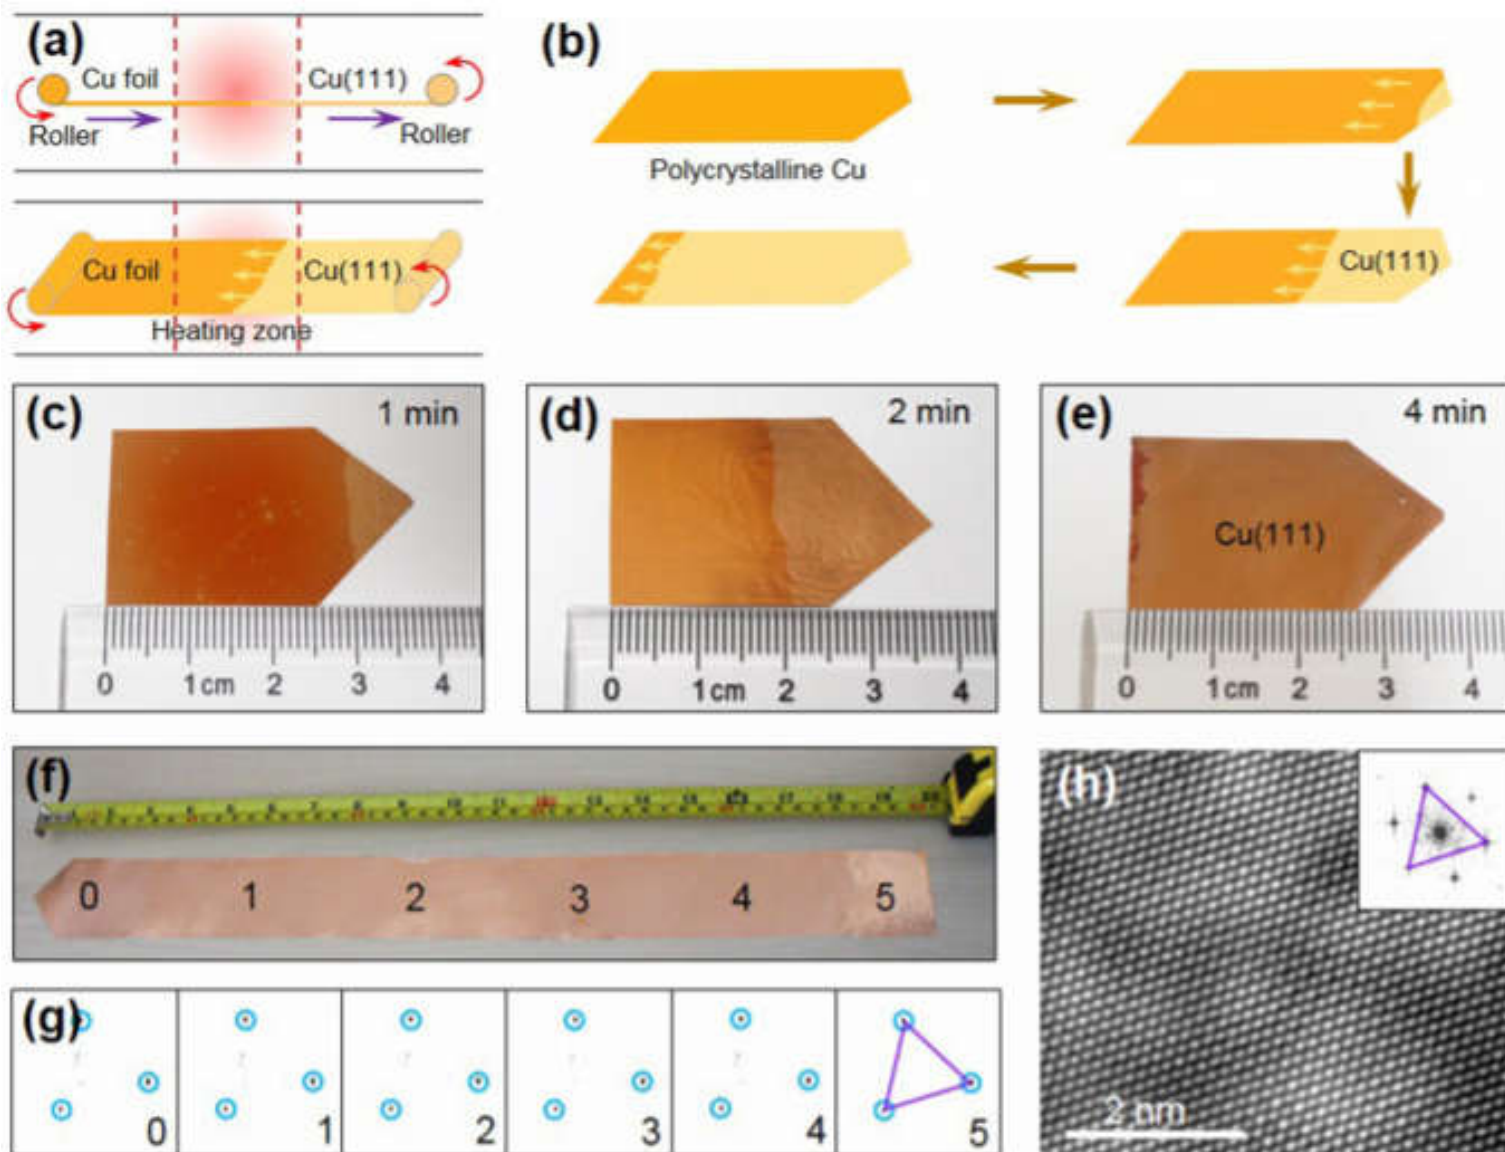 (a)
Cu foil
Cu(111)
Roller
Roller
Cu foil
Cu(111)
Heating zone
(b)
Polycrystalline Cu
Cu(111)
(c)
1 min
0 1 cm 2 3 4
(d)
2 min
0 1 cm 2 3 4
(e)
4 min
Cu(111)
0 1 cm 2 3 4
(f)
0 1 2 3 4 5
(h)
2 nm
(g)
0 1 2 3 4 5